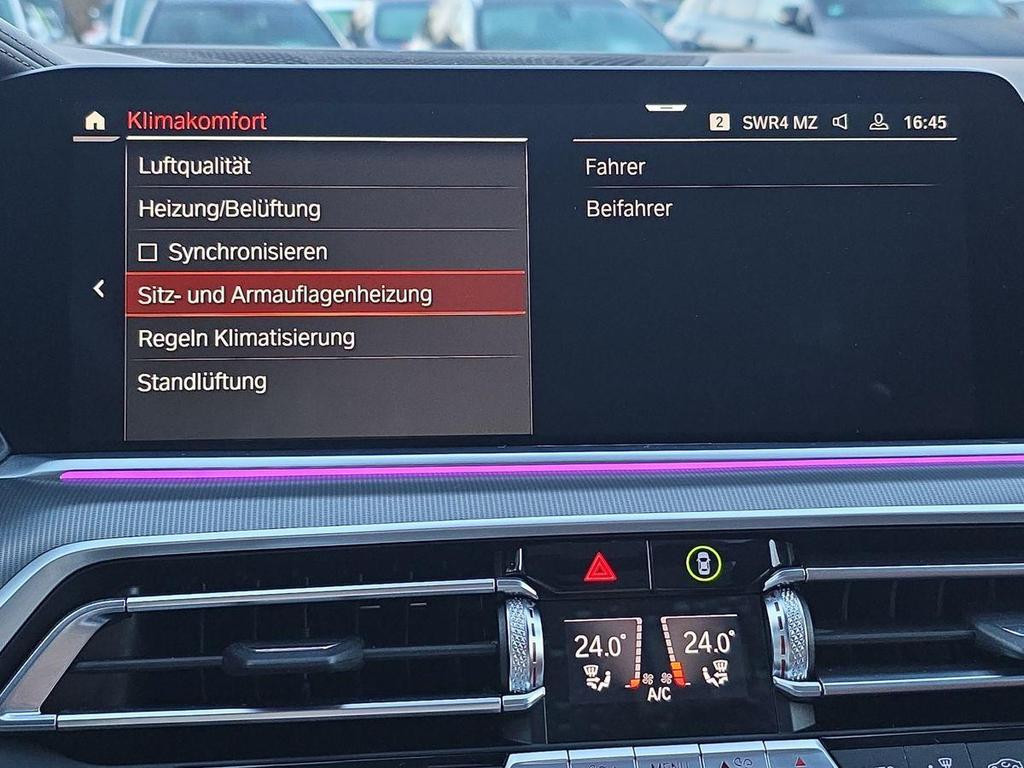 Klimakomfort
2 SWR4 MZ 16:45
Luftqualität
Heizung/Belüftung
Synchronisieren
Sitz- und Armauflagenheizung
Regeln Klimatisierung
Standlüftung
Fahrer
Beifahrer
24.0° 24.0°
A/C
MENU